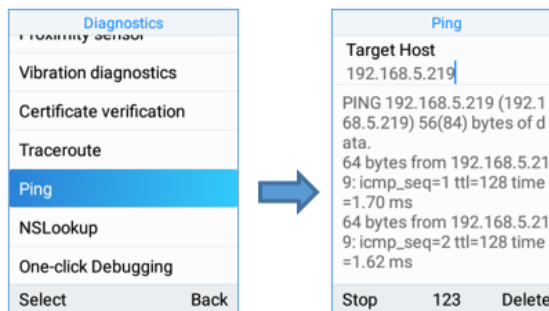 Diagnostics
Proximity sensor
Vibration diagnostics
Certificate verification
Traceroute
Ping
NSLookup
One-click Debugging
Select Back
Ping
Target Host
192.168.5.219
PING 192.168.5.219 (192.1
68.5.219) 56(84) bytes of d
ata.
64 bytes from 192.168.5.21
9: icmp_seq=1 ttl=128 time
=1.70 ms
64 bytes from 192.168.5.21
9: icmp_seq=2 ttl=128 time
=1.62 ms
Stop 123 Delete